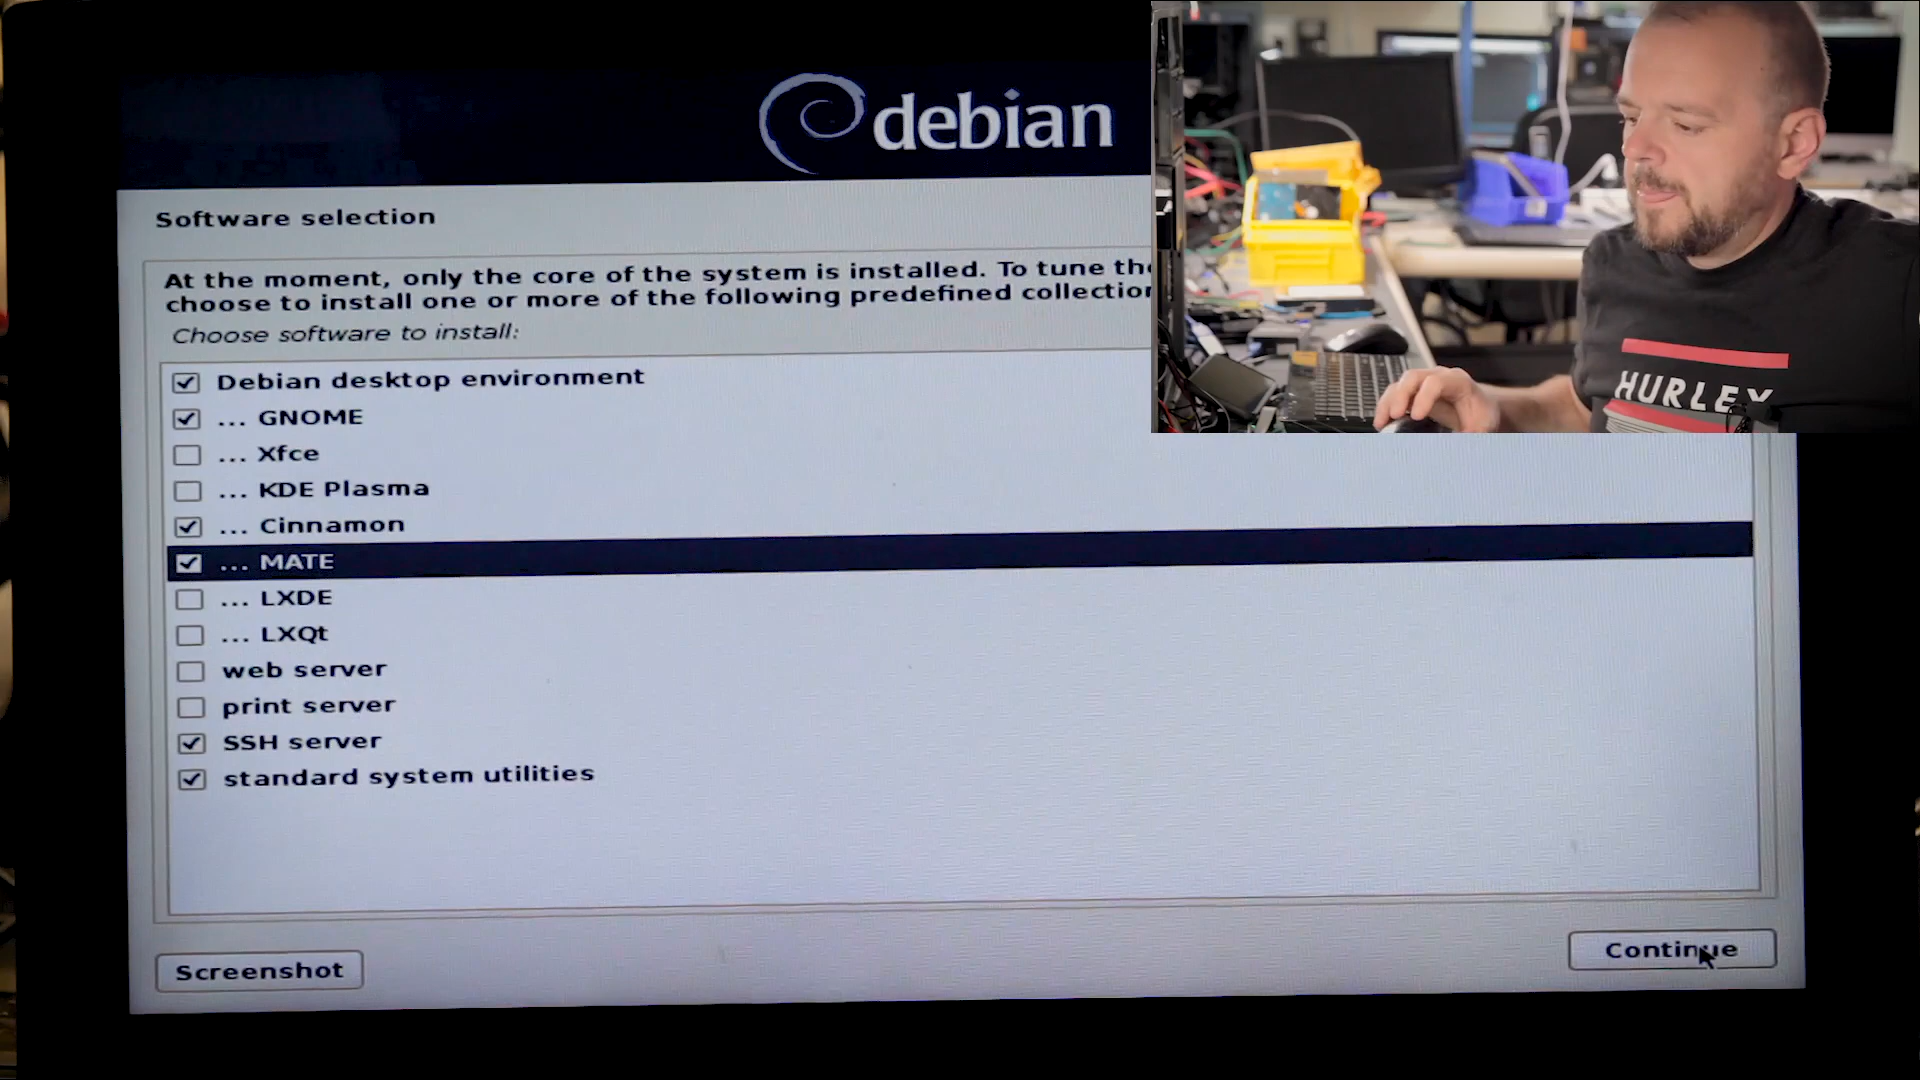 debian
Software selection
At the moment, only the core of the system is installed. To tune
choose to install one or more of the following predefined
Choose software to install:
Debian desktop environment
... GNOME
... Xfce
... KDE Plasma
... Cinnamon
... MATE
... LXDE
... LXQt
web server
print server
SSH server
standard system utilities
Screenshot
Continue
HURLEY